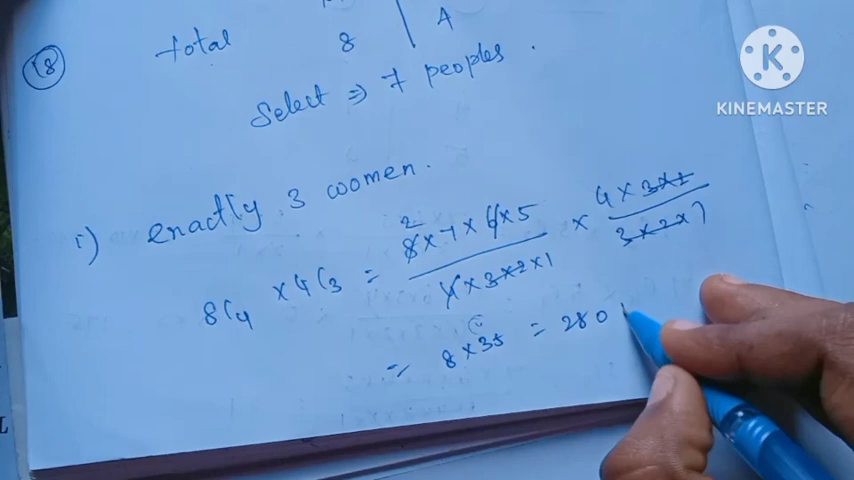 18
total 8 4
Select ⇒ 7 peoples .
KINEMASTER
i) exactly 3 women .
2
8C4 × 4C3 = 8×7×6×5 / 4×3×2×1 × 4×3×2 / 3×2×1
= 8×35 = 280